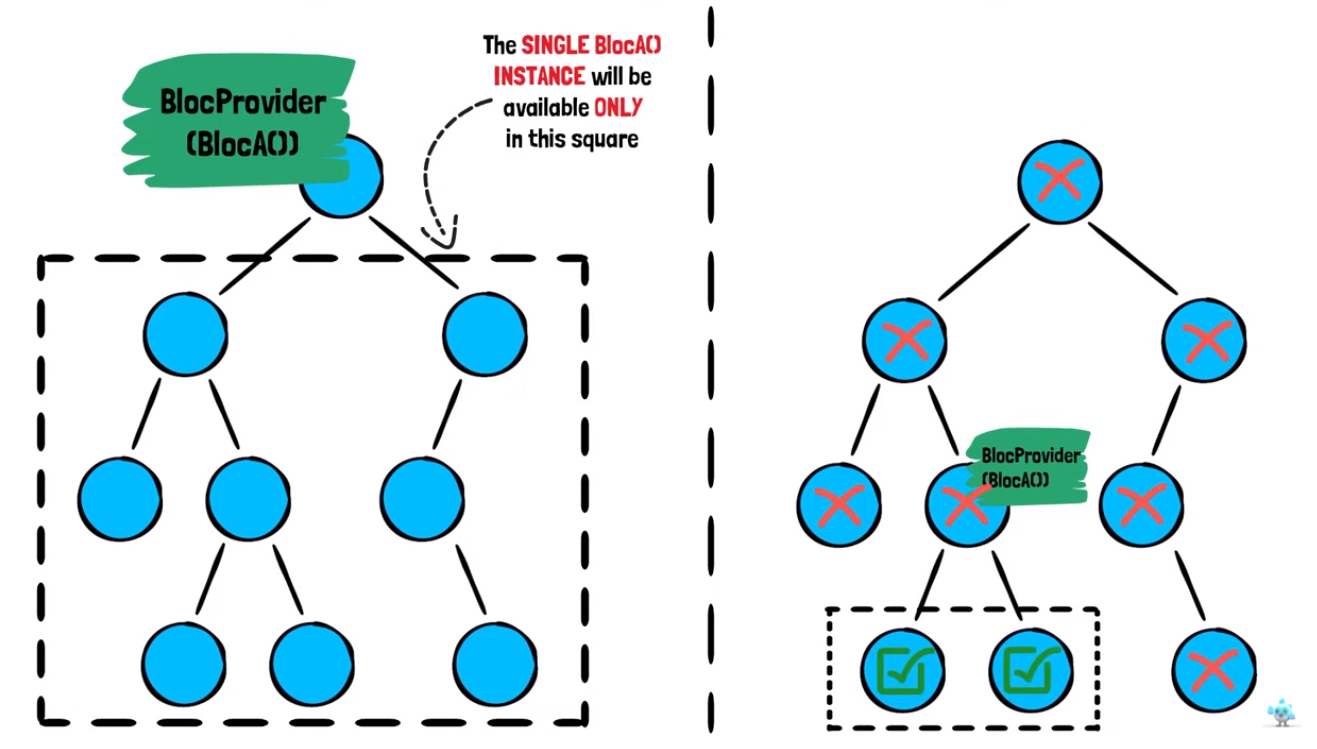 The SINGLE BlocA()
INSTANCE will be
available ONLY
in this square
BlocProvider
(BlocA())
BlocProvider
(BlocA())